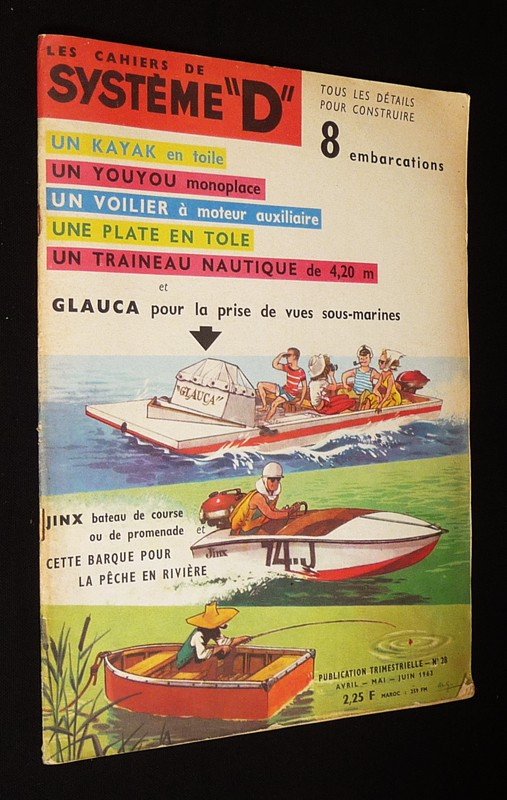 LES CAHIERS DE
SYSTÈME "D"
TOUS LES DÉTAILS
POUR CONSTRUIRE
8 embarcations
UN KAYAK en toile
UN YOUYOU monoplace
UN VOILIER à moteur auxiliaire
UNE PLATE EN TOLE
UN TRAINEAU NAUTIQUE de 4,20 m
et
GLAUCA pour la prise de vues sous-marines
"GLAUCA"
JINX bateau de course
ou de promenade et
CETTE BARQUE POUR
LA PÊCHE EN RIVIÈRE
Jinx
14.J
PUBLICATION TRIMESTRIELLE – N° 20
AVRIL – MAI – JUIN 1963
2,25 F MAROC : 259 FM